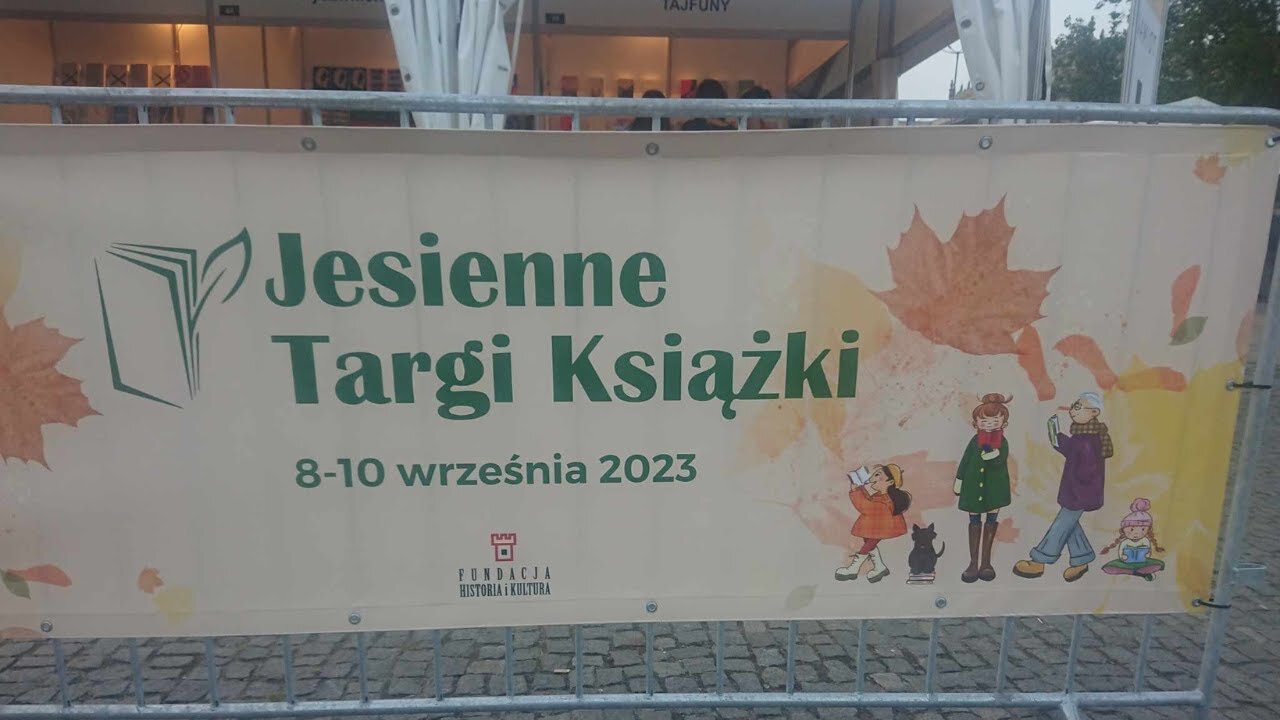 TAJFUNY
Jesienne
Targi Książki
8-10 września 2023
FUNDACJA
HISTORIA i KULTURA